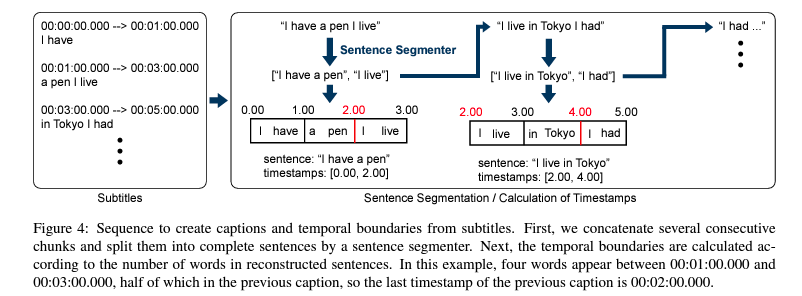 00:00:00.000 --> 00:01:00.000
I have
00:01:00.000 --> 00:03:00.000
a pen I live
00:03:00.000 --> 00:05:00.000
in Tokyo I had
Subtitles
“I have a pen I live”
Sentence Segmenter
[“I have a pen”, “I live”]
0.00 1.00 2.00 3.00
I have a pen I live
sentence: “I have a pen”
timestamps: [0.00, 2.00]
“I live in Tokyo I had”
[“I live in Tokyo”, “I had”]
2.00 3.00 4.00 5.00
I live in Tokyo I had
sentence: “I live in Tokyo”
timestamps: [2.00, 4.00]
“I had ...”
Sentence Segmentation / Calculation of Timestamps
Figure 4: Sequence to create captions and temporal boundaries from subtitles. First, we concatenate several consecutive
chunks and split them into complete sentences by a sentence segmenter. Next, the temporal boundaries are calculated ac-
cording to the number of words in reconstructed sentences. In this example, four words appear between 00:01:00.000 and
00:03:00.000, half of which in the previous caption, so the last timestamp of the previous caption is 00:02:00.000.